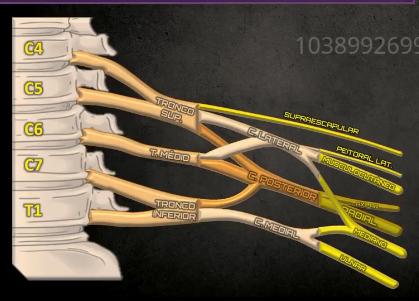 C4
C5
C6
C7
T1
1038992699
TRONCO
SUP.
T. MÉDIO
TRONCO
INFERIOR
C. LATERAL
C. POSTERIOR
C. MEDIAL
SUPRAESCAPULAR
PEITORAL LAT.
MUSCULOCUTÂNEO
RADIAL
MEDIANO
ULNAR